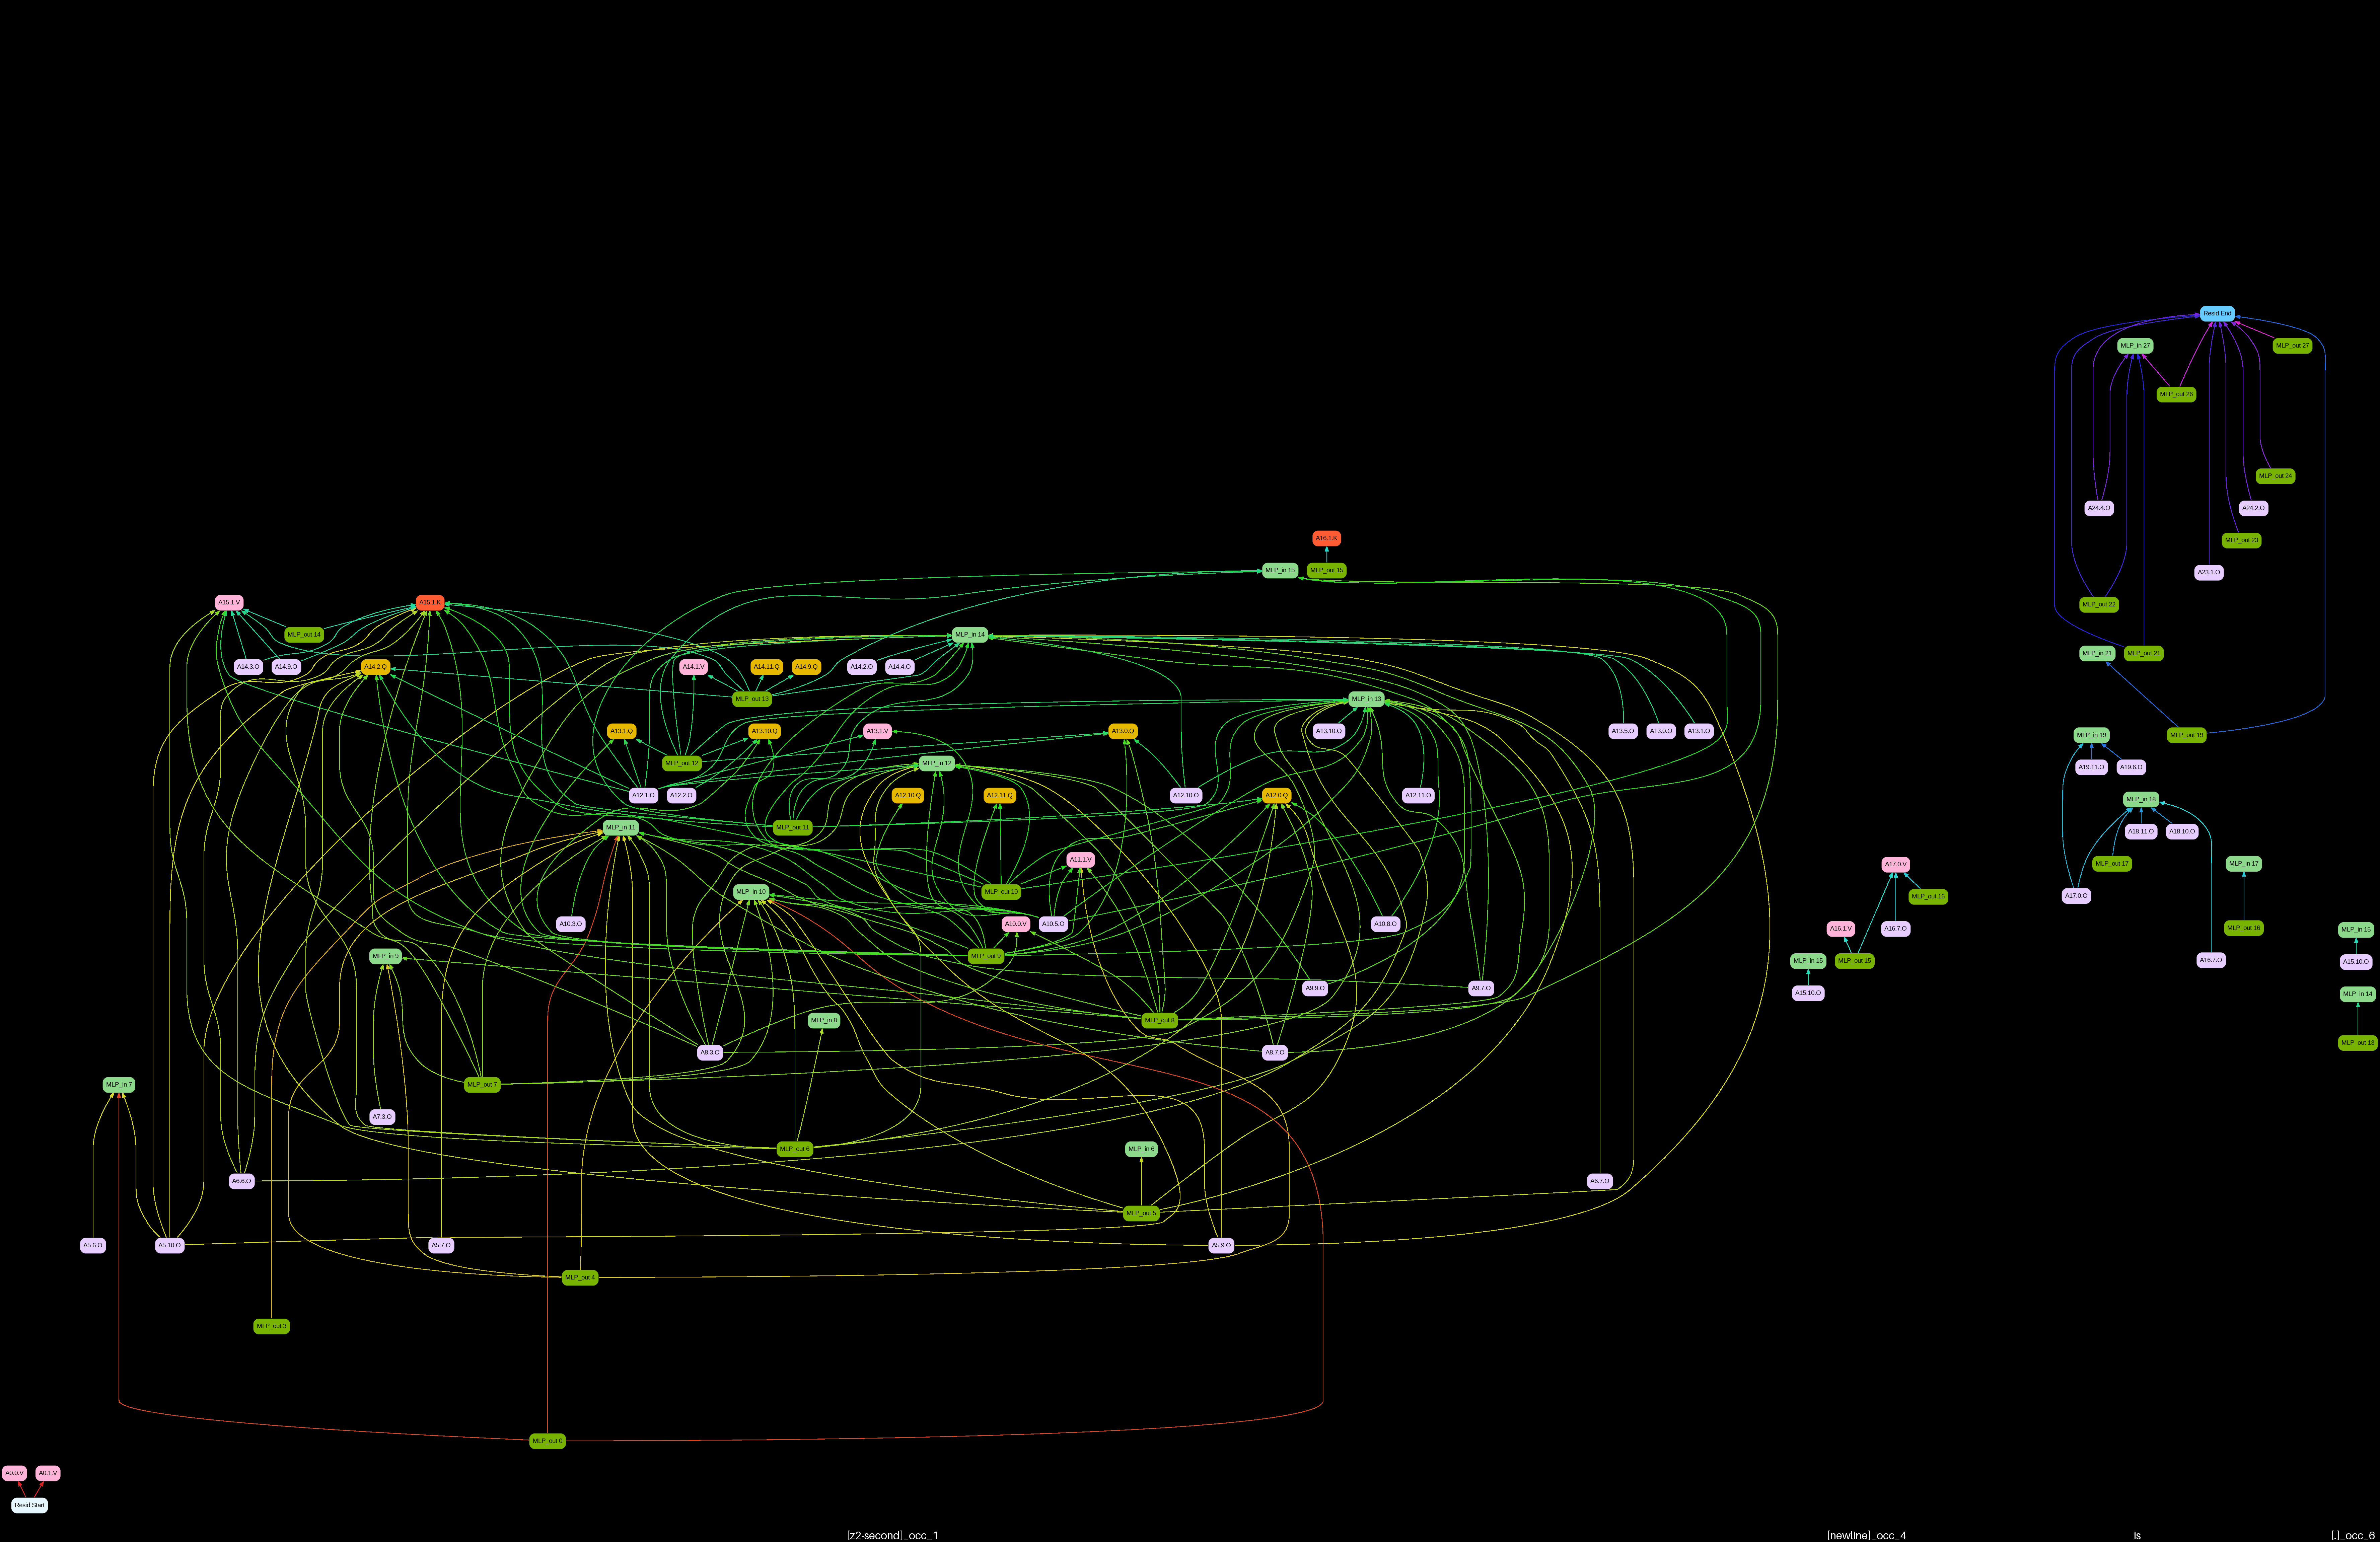 Resid End
MLP_in 27
MLP_out 27
MLP_out 26
MLP_out 24
A24.4.O
A24.2.O
A16.1.K
MLP_out 23
MLP_in 15
MLP_out 15
A23.1.O
A15.1.V
A15.1.K
MLP_out 22
MLP_out 14
MLP_in 14
MLP_in 21
MLP_out 21
A14.3.O
A14.9.O
A14.2.Q
A14.1.V
A14.11.Q
A14.9.Q
A14.2.O
A14.4.O
MLP_out 13
MLP_in 13
A13.1.Q
A13.10.Q
A13.1.V
A13.0.Q
A13.10.O
A13.5.O
A13.0.O
A13.1.O
MLP_in 19
MLP_out 19
MLP_out 12
MLP_in 12
A19.11.O
A19.6.O
A12.1.O
A12.2.O
A12.10.Q
A12.11.Q
A12.10.O
A12.0.Q
A12.11.O
MLP_in 18
MLP_in 11
MLP_out 11
A18.11.O
A18.10.O
A11.1.V
A17.0.V
MLP_out 17
MLP_in 17
MLP_in 10
MLP_out 10
MLP_out 16
A17.0.O
A10.3.O
A10.0.V
A10.5.O
A10.8.O
A16.1.V
A16.7.O
MLP_out 16
MLP_in 15
MLP_in 9
MLP_out 9
MLP_in 15
MLP_out 15
A16.7.O
A15.10.O
A9.9.O
A9.7.O
A15.10.O
MLP_in 14
MLP_in 8
MLP_out 8
MLP_out 13
A8.3.O
A8.7.O
MLP_in 7
MLP_out 7
A7.3.O
MLP_out 6
MLP_in 6
A6.6.O
A6.7.O
MLP_out 5
A5.6.O
A5.10.O
A5.7.O
A5.9.O
MLP_out 4
MLP_out 3
MLP_out 0
A0.0.V
A0.1.V
Resid Start
[z2-second]_occ_1
[newline]_occ_4
is
[.]_occ_6